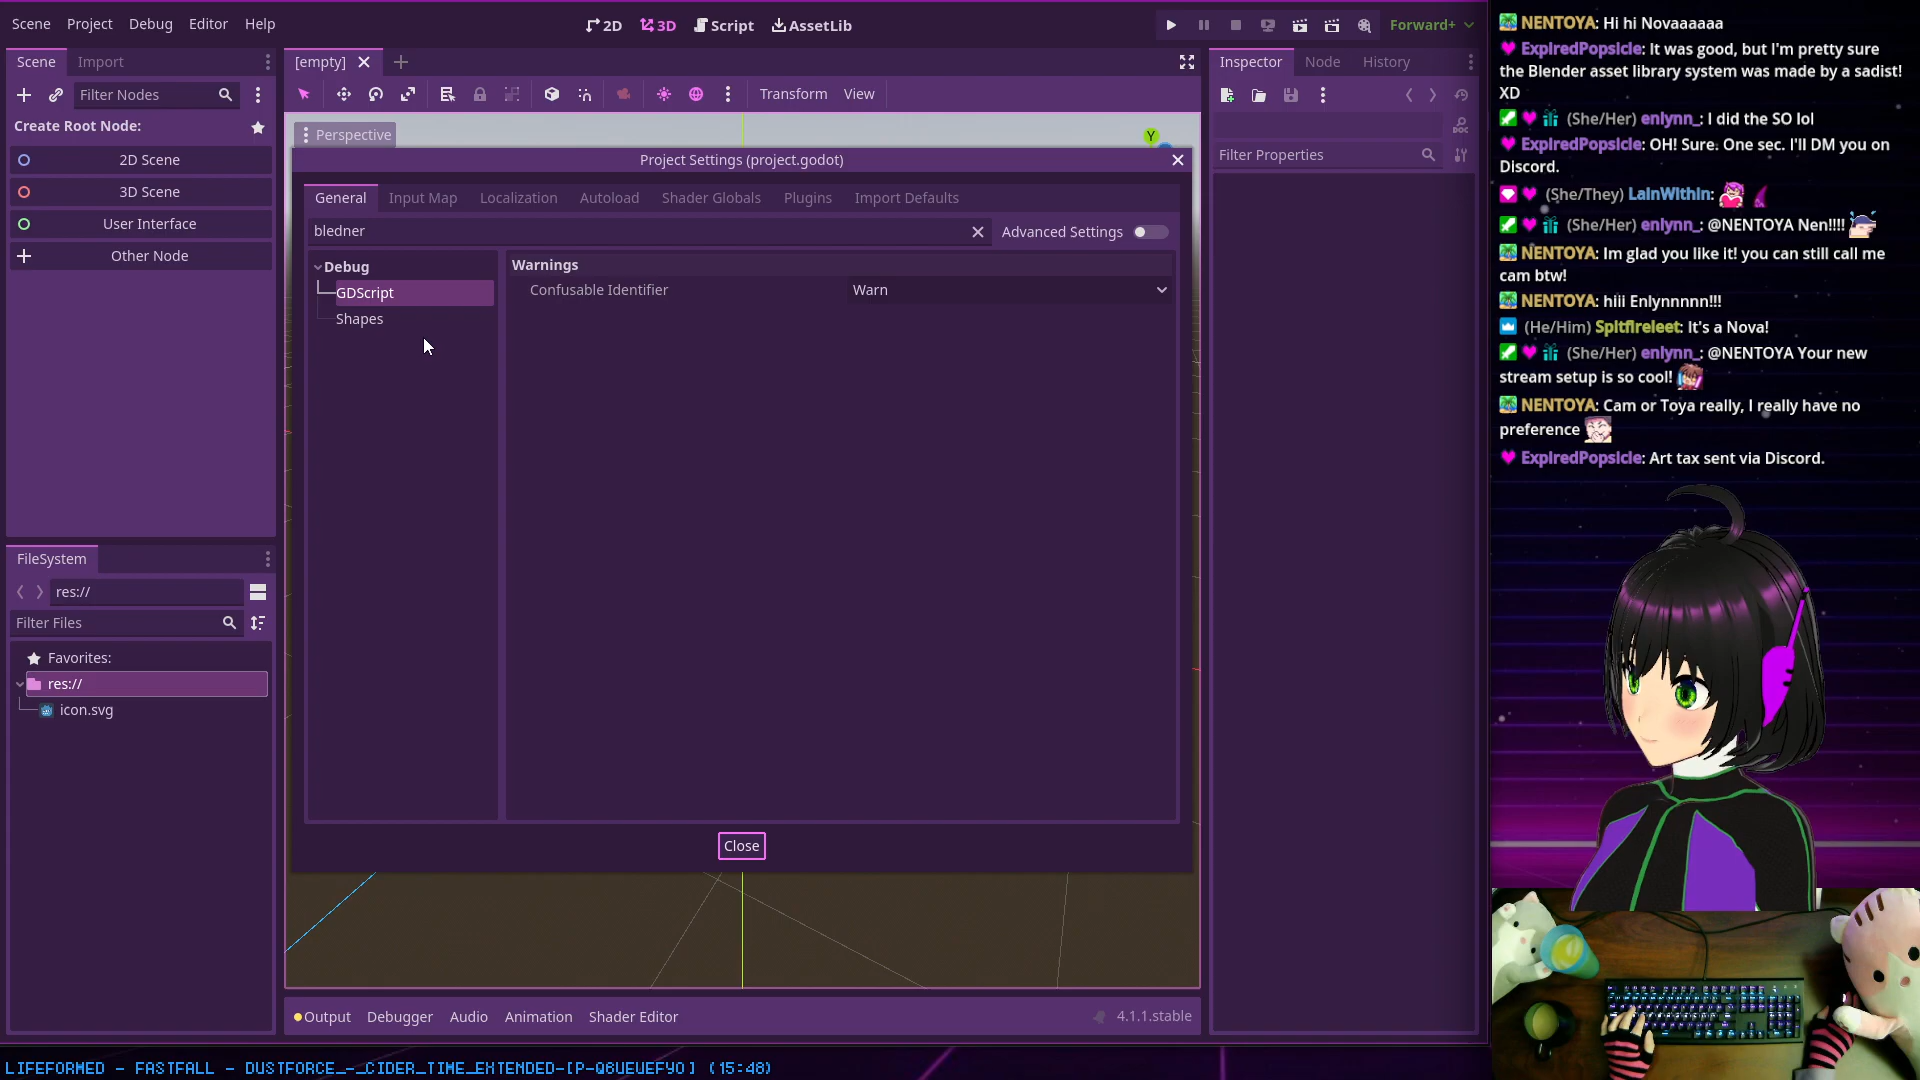 Scene Project Debug Editor Help
2D 3D Script AssetLib
Forward+
Scene Import
Filter Nodes
Create Root Node:
2D Scene
3D Scene
User Interface
Other Node
FileSystem
res://
Filter Files
Favorites:
res://
icon.svg
[empty]
Transform View
Perspective
Y
Project Settings (project.godot)
General Input Map Localization Autoload Shader Globals Plugins Import Defaults
bledner
Advanced Settings
Debug
GDScript
Shapes
Warnings
Confusable Identifier Warn
Close
Output Debugger Audio Animation Shader Editor
4.1.1.stable
Inspector Node History
Filter Properties
NENTOYA: Hi hi Novaaaaaa
ExpiredPopsicle: It was good, but I'm pretty sure
the Blender asset library system was made by a sadist!
XD
(She/Her) enlynn_: I did the SO lol
ExpiredPopsicle: OH! Sure. One sec. I'll DM you on
Discord.
(She/They) LainWithin:
(She/Her) enlynn_: @NENTOYA Nen!!!!
NENTOYA: Im glad you like it! you can still call me
cam btw!
NENTOYA: hiii Enlynnnnn!!!
(He/Him) Spitfireleet: It's a Nova!
(She/Her) enlynn_: @NENTOYA Your new
stream setup is so cool!
NENTOYA: Cam or Toya really, I really have no
preference
ExpiredPopsicle: Art tax sent via Discord.
LIFEFORMED - FASTFALL - DUSTFORCE_-_CIDER_TIME_EXTENDED-[P-Q6UEUEFYO] (15:48)